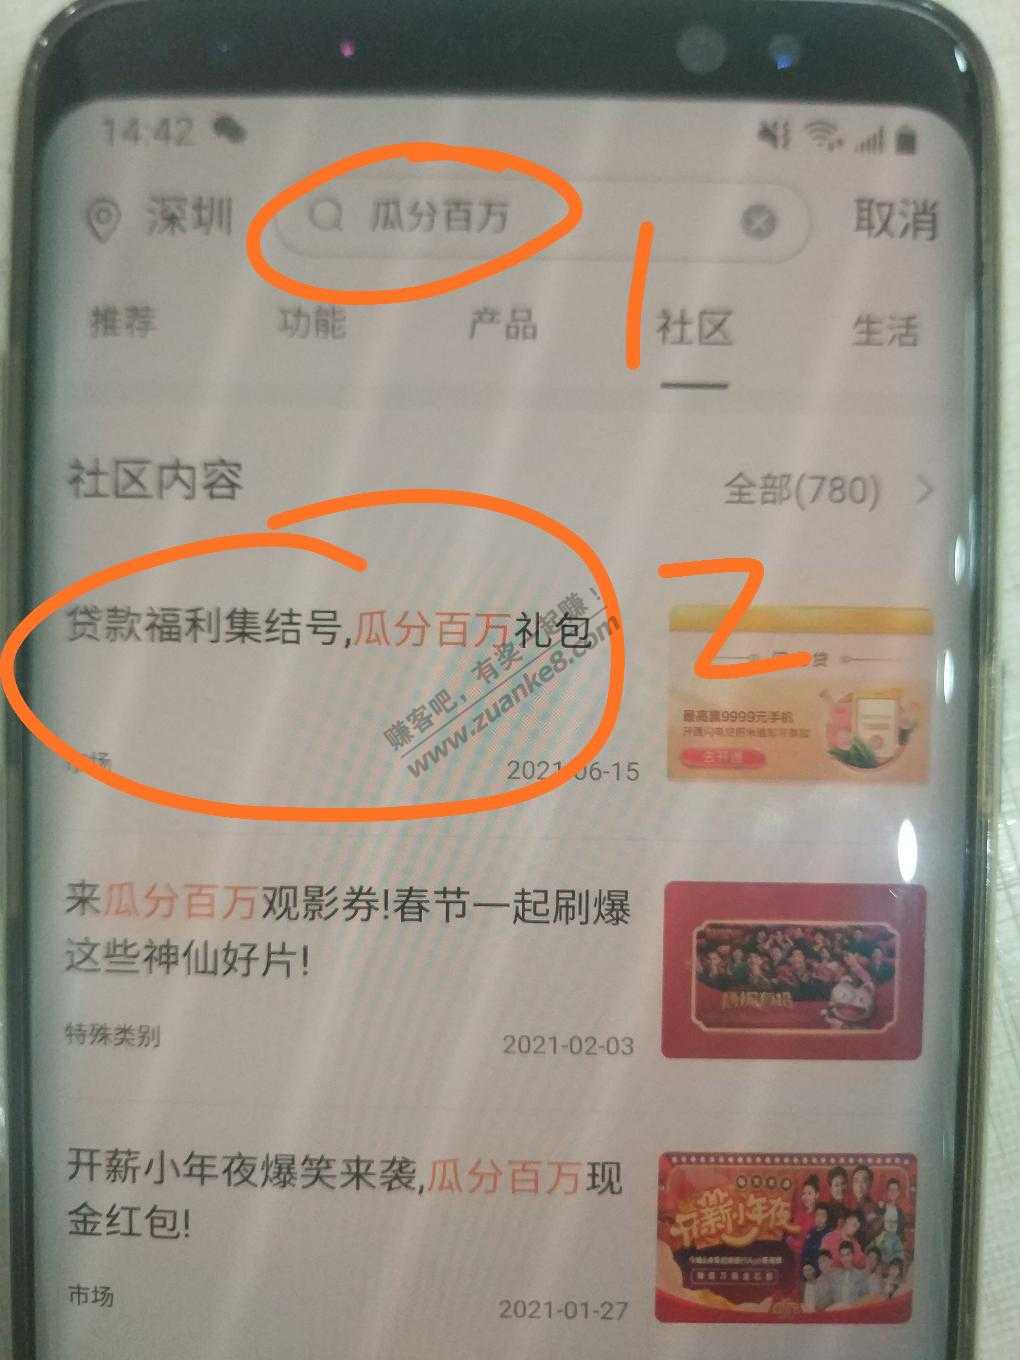 14:42
深圳 瓜分百万 取消
1
推荐 功能 产品 社区 生活
社区内容 全部(780)
2
贷款福利集结号,瓜分百万礼包
赚客吧，有奖一起赚！
www.zuanke8.com
市场 2021-06-15
贷
最高赢9999元手机
来瓜分百万观影券!春节一起刷爆
这些神仙好片!
特殊类别 2021-02-03
开薪小年夜爆笑来袭,瓜分百万现
金红包!
市场 2021-01-27
开薪小年夜